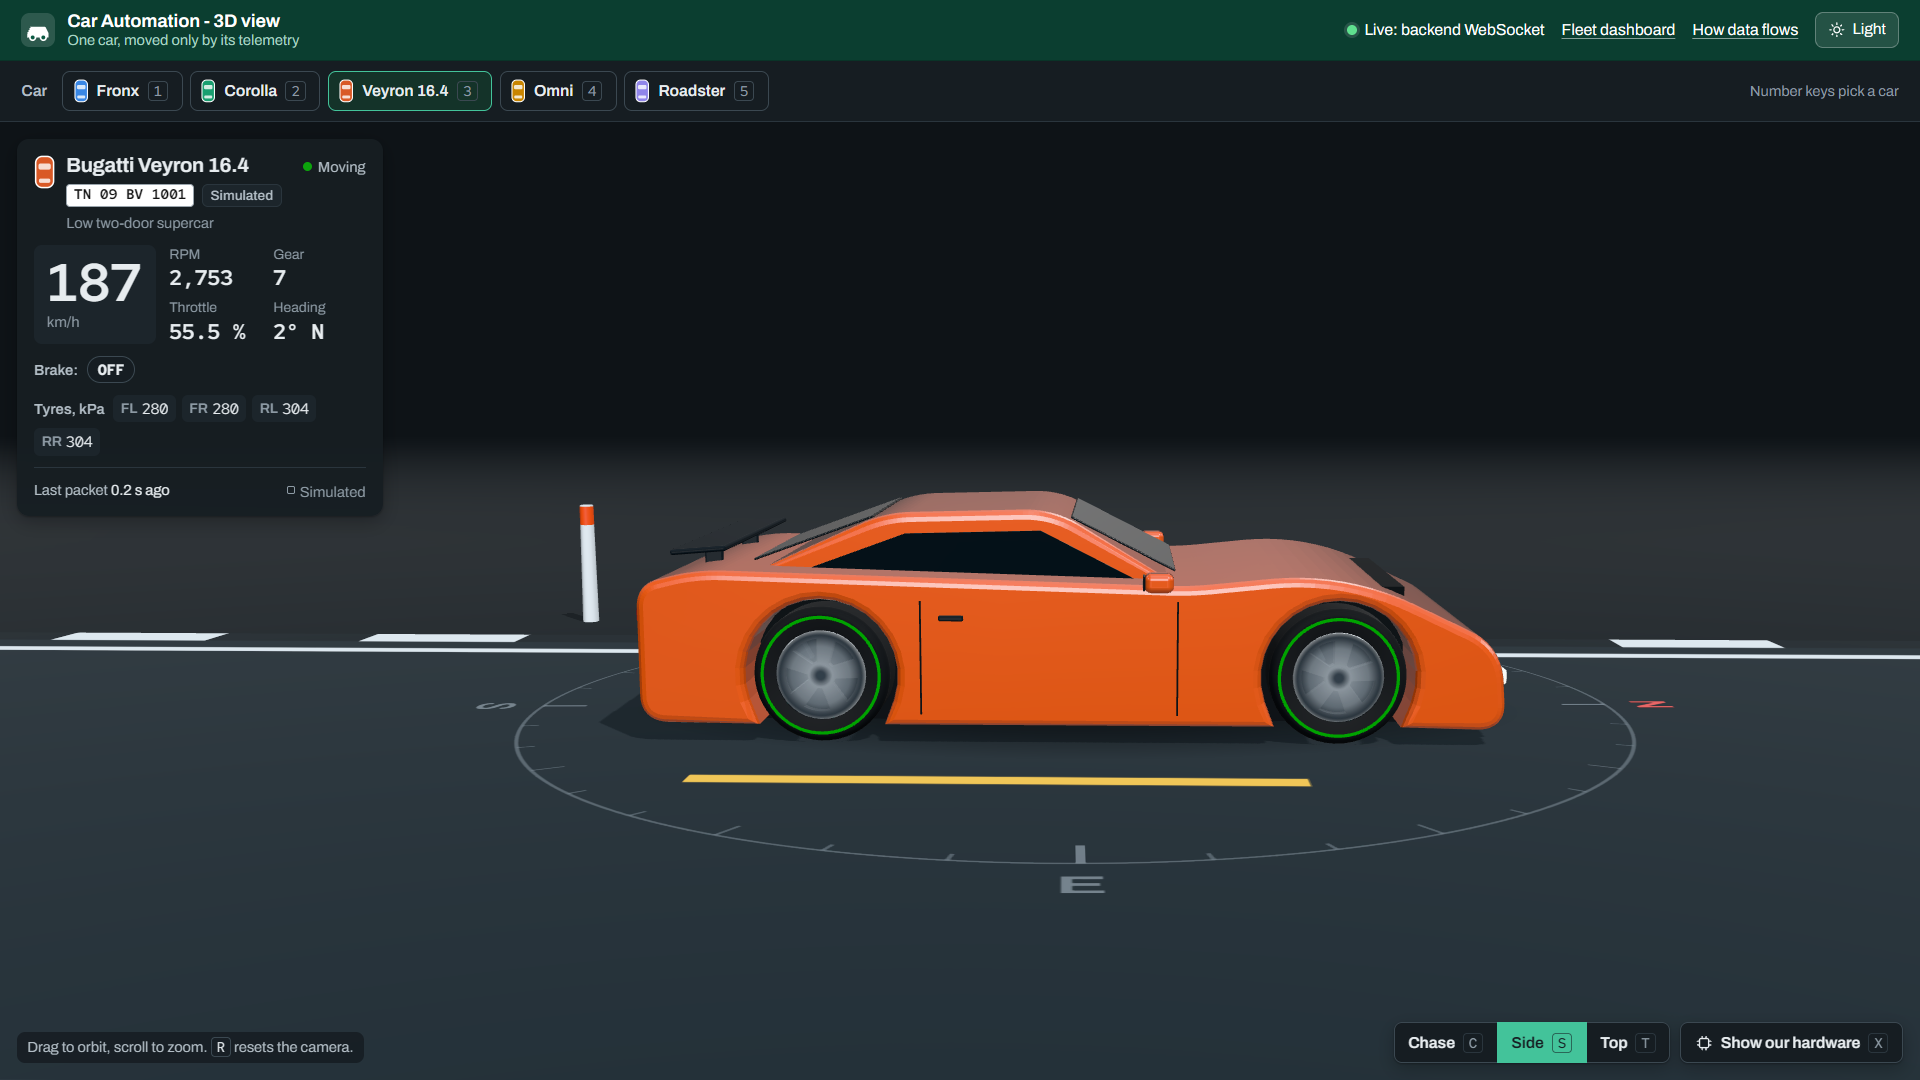 Car Automation - 3D view
One car, moved only by its telemetry
Live: backend WebSocket
Fleet dashboard
How data flows
Light
Car
Fronx 1
Corolla 2
Veyron 16.4 3
Omni 4
Roadster 5
Number keys pick a car
Bugatti Veyron 16.4
Moving
TN 09 BV 1001
Simulated
Low two-door supercar
187
km/h
RPM
2,753
Gear
7
Throttle
55.5 %
Heading
2° N
Brake: OFF
Tyres, kPa FL 280 FR 280 RL 304
RR 304
Last packet 0.2 s ago
Simulated
S
N
E
Drag to orbit, scroll to zoom. R resets the camera.
Chase C
Side S
Top T
Show our hardware X